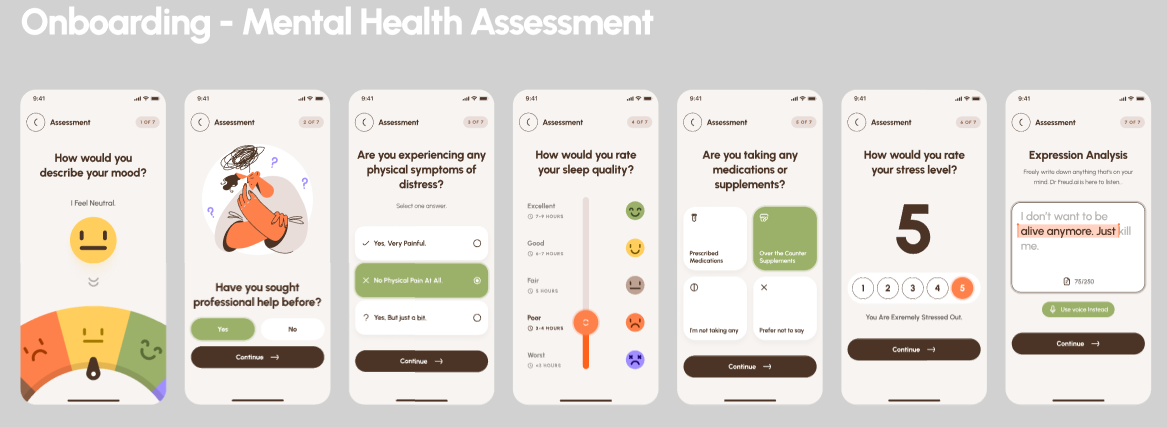 Onboarding - Mental Health Assessment
9:41
Assessment
1 OF 7
How would you
describe your mood?
I Feel Neutral.
9:41
Assessment
2 OF 7
?
?
?
Have you sought
professional help before?
Yes
No
Continue
9:41
Assessment
3 OF 7
Are you experiencing any
physical symptoms of
distress?
Select one answer.
Yes, Very Painful.
No Physical Pain At All.
? Yes, But just a bit.
Continue
9:41
Assessment
4 OF 7
How would you rate
your sleep quality?
Excellent
7-9 HOURS
Good
6-7 HOURS
Fair
5 HOURS
Poor
3-4 HOURS
Worst
<3 HOURS
9:41
Assessment
5 OF 7
Are you taking any
medications or
supplements?
Prescribed
Medications
Over the Counter
Supplements
I'm not taking any
Prefer not to say
Continue
9:41
Assessment
6 OF 7
How would you rate
your stress level?
5
1 2 3 4 5
You Are Exremely Stressed Out.
Continue
9:41
Assessment
7 OF 7
Expression Analysis
Freely write down anything that's on your
mind. Dr Freud.ai is here to listen..
I don't want to be
alive anymore. Just kill
me.
75/250
Use voice Instead
Continue